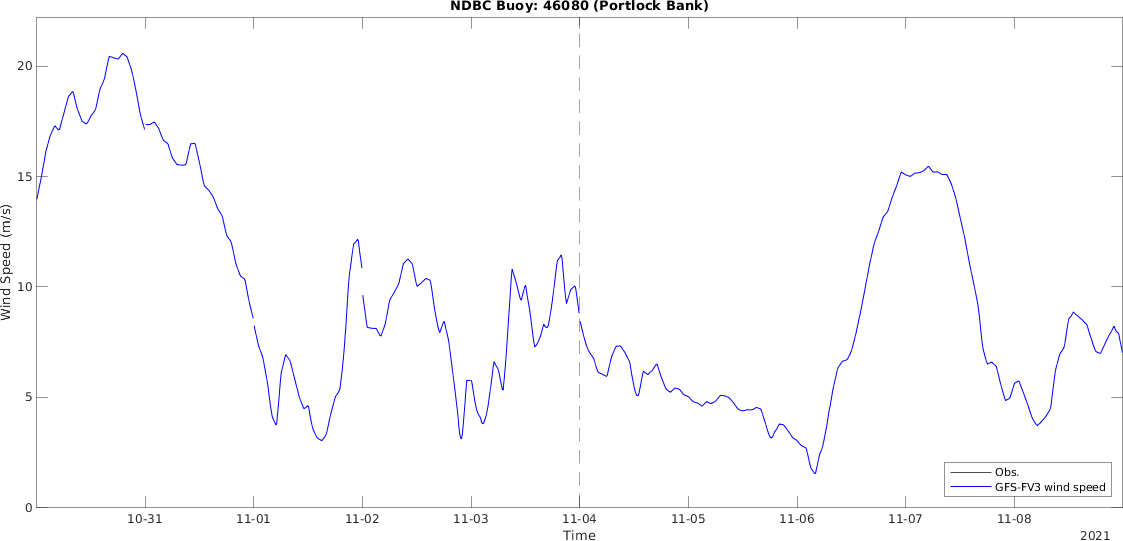 NDBC Buoy: 46080 (Portlock Bank)
Wind Speed (m/s)
20
15
10
5
0
10-31 11-01 11-02 11-03 11-04 11-05 11-06 11-07 11-08
Time
2021
Obs.
GFS-FV3 wind speed